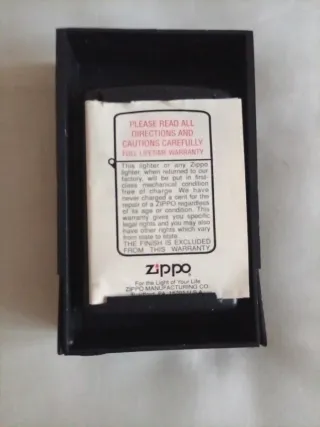 PLEASE READ ALL
DIRECTIONS AND
CAUTIONS CAREFULLY
FULL LIFETIME WARRANTY
This lighter or any Zippo
lighter, when returned to our
factory, will be put in first-
class mechanical condition
free of charge. We have
never charged a cent for the
repair of a ZIPPO regardless
of its age or condition. This
warranty gives you specific
legal rights, and you may also
have other rights which vary
from state to state.
THE FINISH IS EXCLUDED
FROM THIS WARRANTY
zippo
For the Light of Your Life
ZIPPO MANUFACTURING CO.